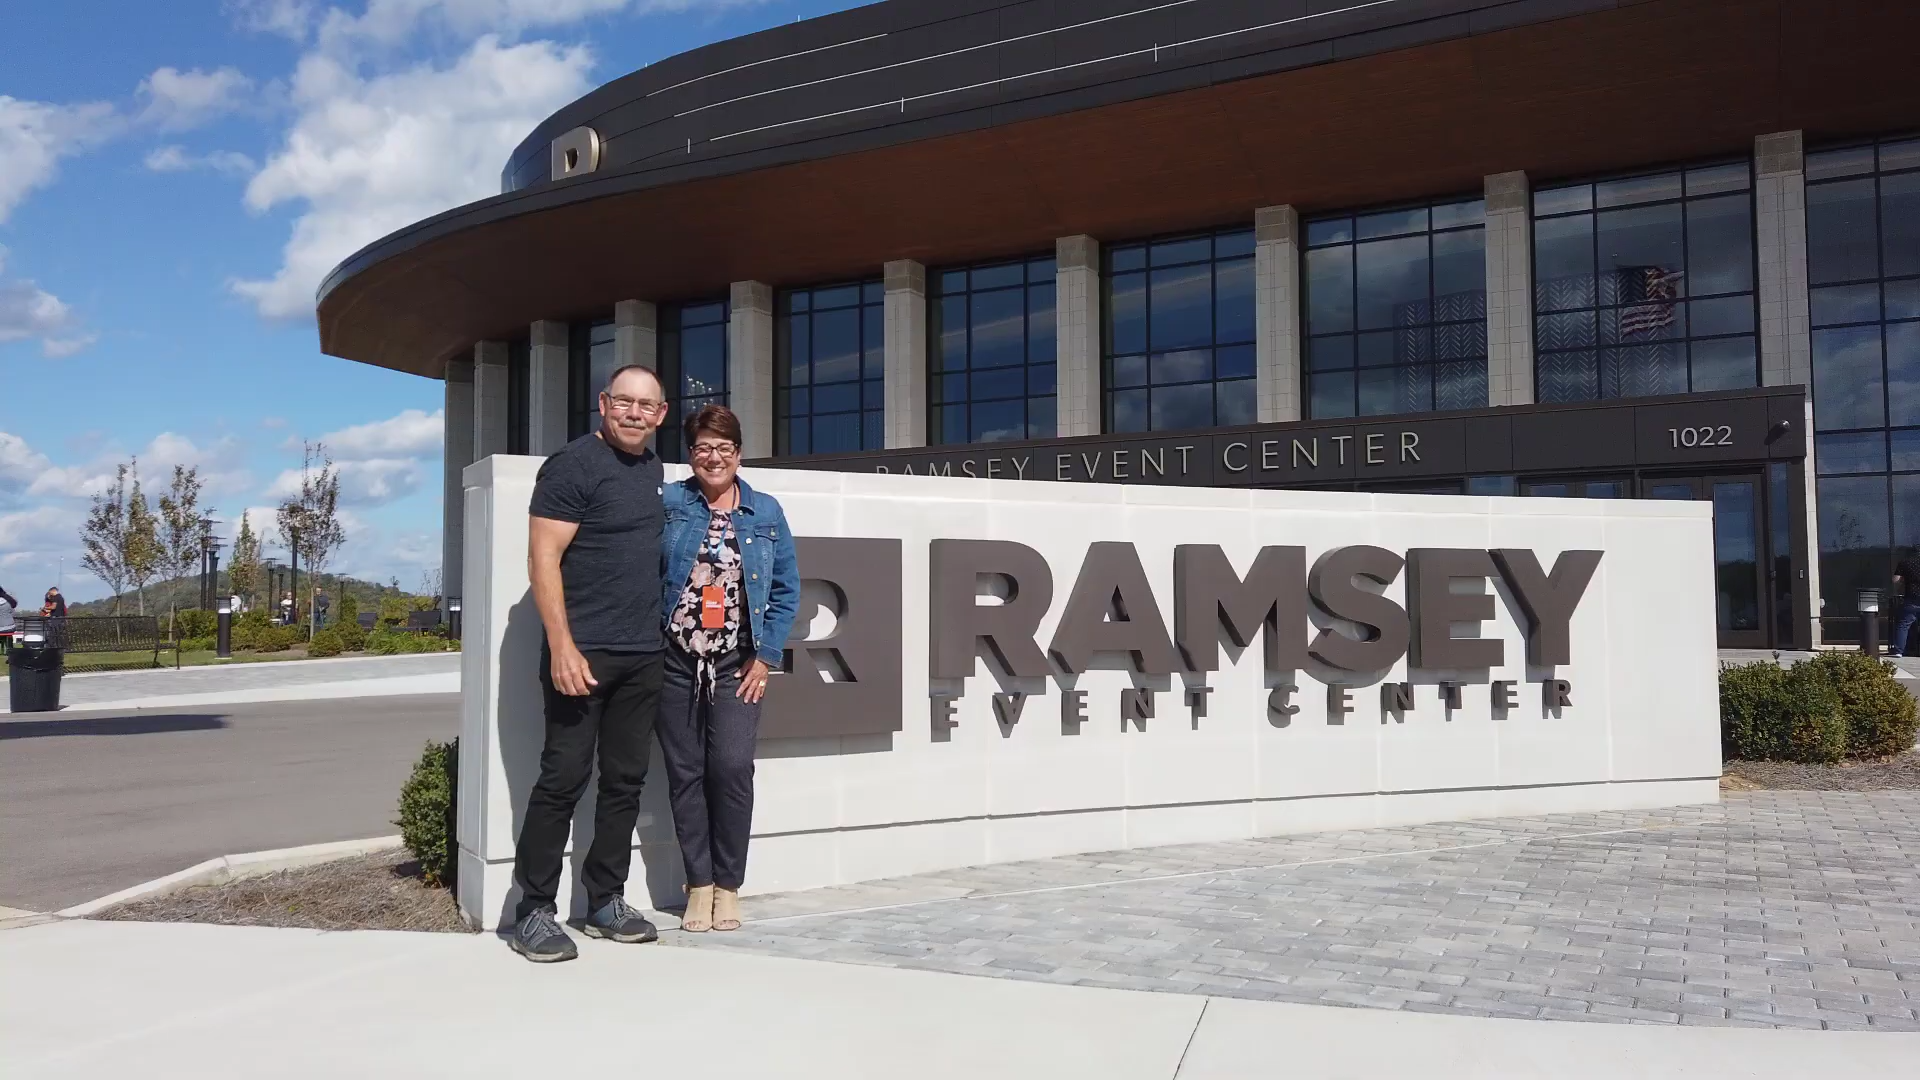 R
RAMSEY EVENT CENTER
1022
R RAMSEY
EVENT CENTER